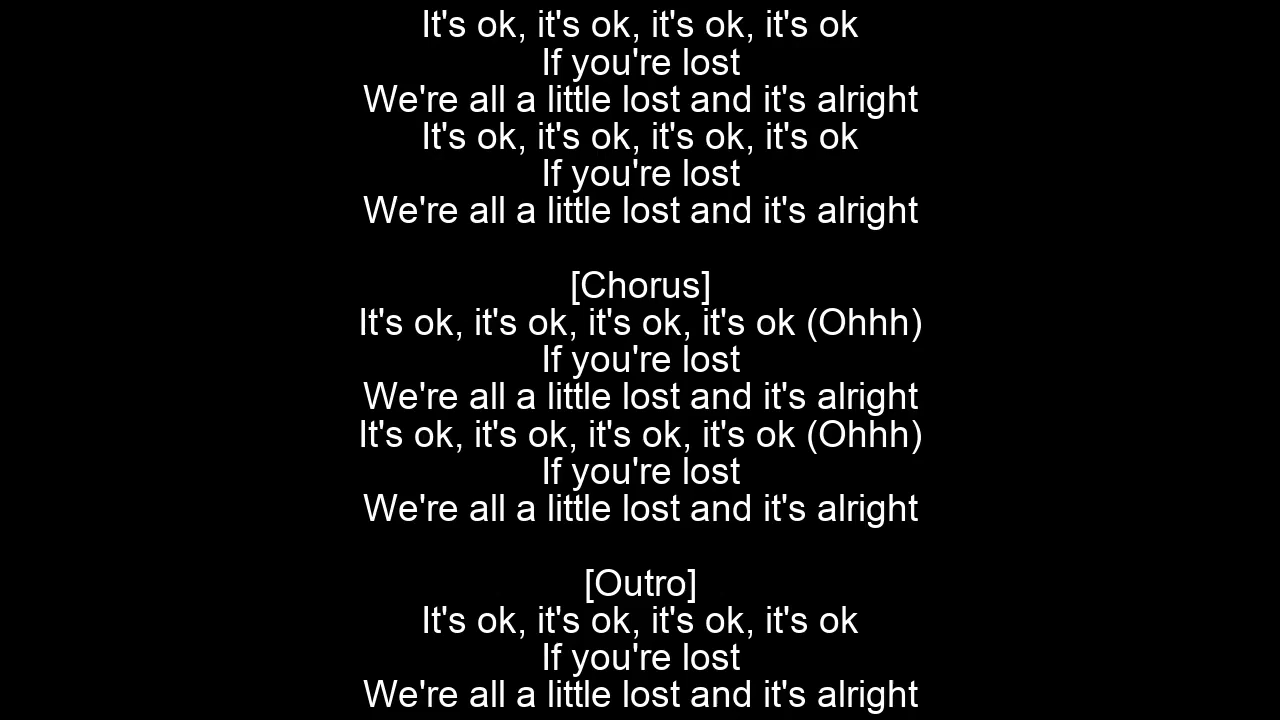 It's ok, it's ok, it's ok, it's ok
If you're lost
We're all a little lost and it's alright
It's ok, it's ok, it's ok, it's ok
If you're lost
We're all a little lost and it's alright
[Chorus]
It's ok, it's ok, it's ok, it's ok (Ohhh)
If you're lost
We're all a little lost and it's alright
It's ok, it's ok, it's ok, it's ok (Ohhh)
If you're lost
We're all a little lost and it's alright
[Outro]
It's ok, it's ok, it's ok, it's ok
If you're lost
We're all a little lost and it's alright